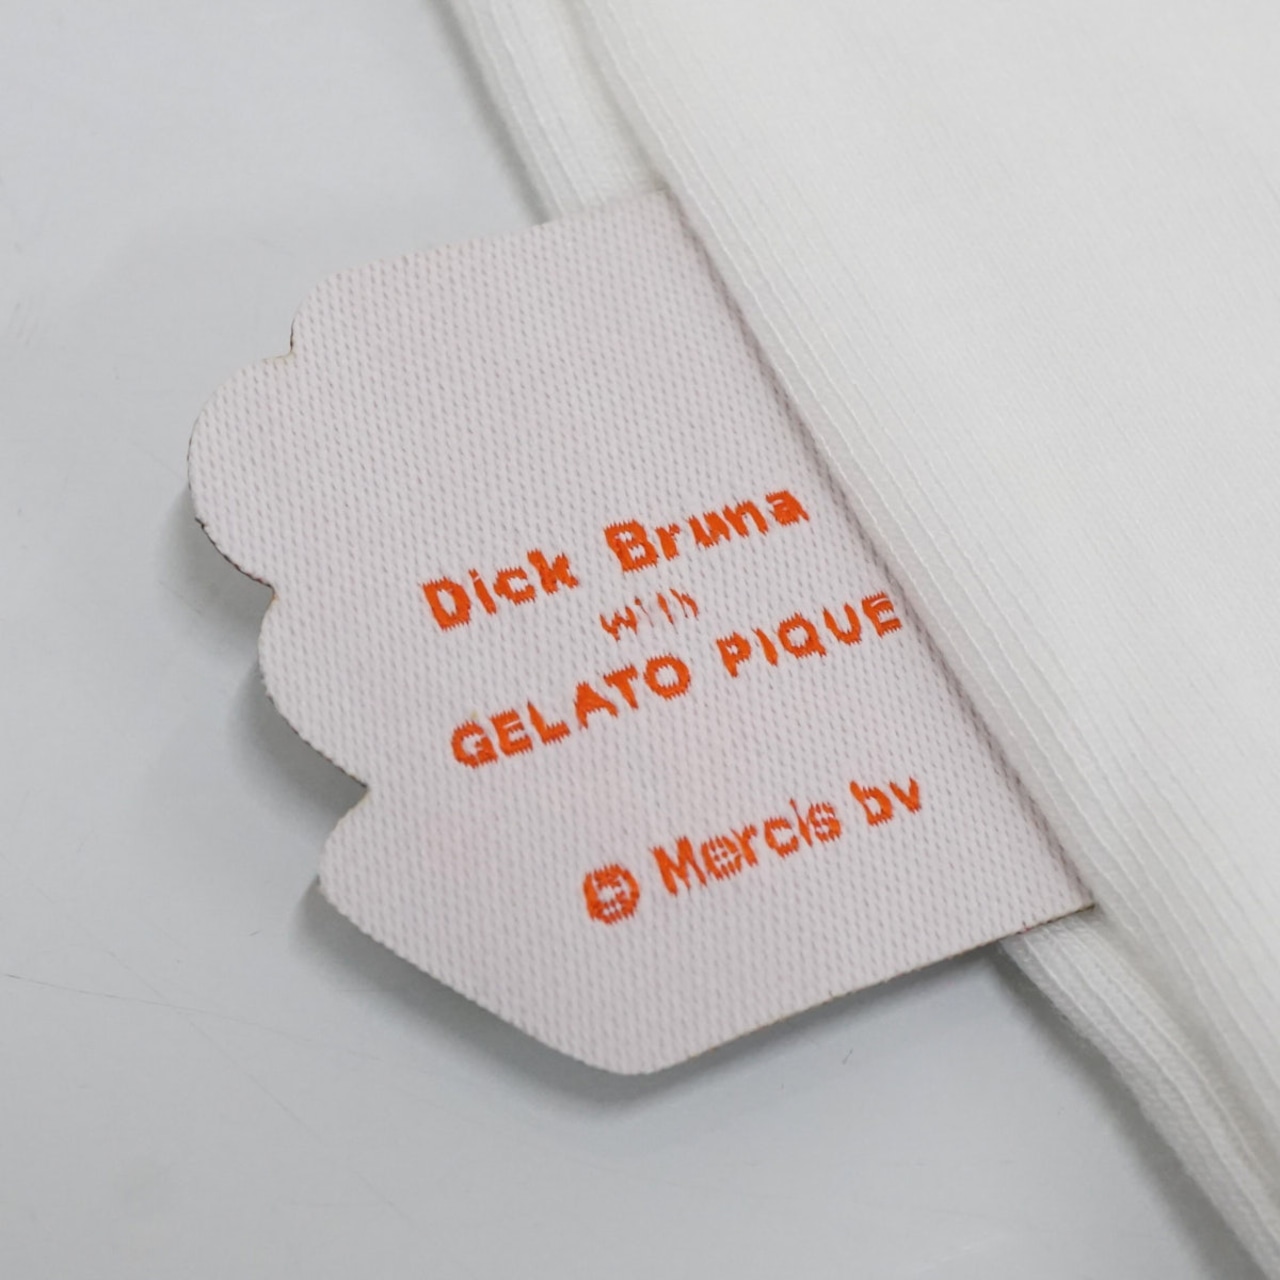 Dick Bruna
with
GELATO PIQUE
© Mercis bv